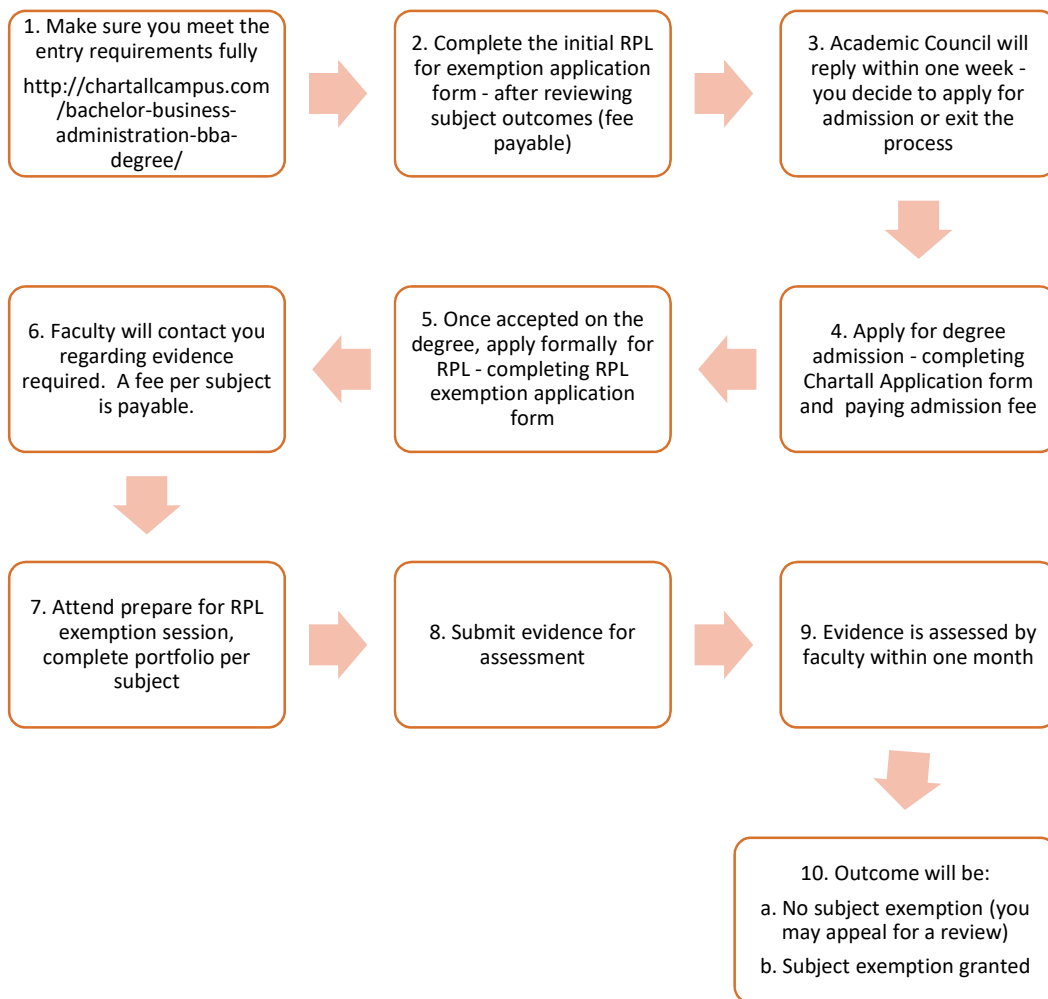 1. Make sure you meet the
entry requirements fully
http://chartallcampus.com
/bachelor-business-
administration-bba-
degree/
2. Complete the initial RPL
for exemption application
form - after reviewing
subject outcomes (fee
payable)
3. Academic Council will
reply within one week -
you decide to apply for
admission or exit the
process
4. Apply for degree
admission - completing
Chartall Application form
and paying admission fee
5. Once accepted on the
degree, apply formally for
RPL - completing RPL
exemption application
form
6. Faculty will contact you
regarding evidence
required. A fee per subject
is payable.
7. Attend prepare for RPL
exemption session,
complete portfolio per
subject
8. Submit evidence for
assessment
9. Evidence is assessed by
faculty within one month
10. Outcome will be:
a. No subject exemption (you
may appeal for a review)
b. Subject exemption granted